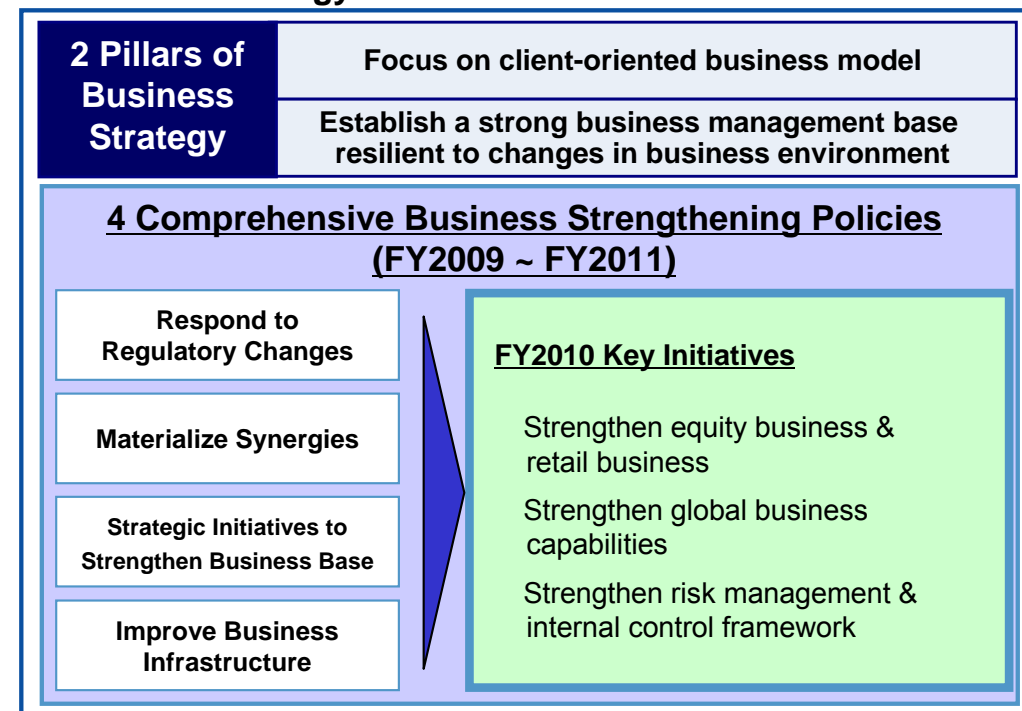 2 Pillars of
Business
Strategy
Focus on client-oriented business model
Establish a strong business management base
resilient to changes in business environment
4 Comprehensive Business Strengthening Policies
(FY2009 ~ FY2011)
Respond to
Regulatory Changes
Materialize Synergies
Strategic Initiatives to
Strengthen Business Base
Improve Business
Infrastructure
FY2010 Key Initiatives
Strengthen equity business &
retail business
Strengthen global business
capabilities
Strengthen risk management &
internal control framework